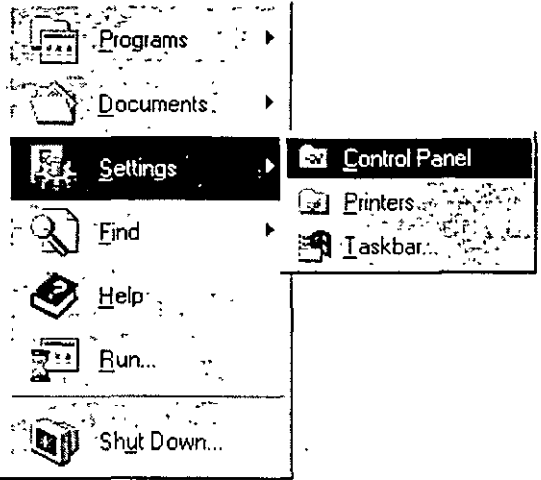 Programs
Documents
Settings
Find
Help
Run...
Shut Down...
Control Panel
Printers
Taskbar...